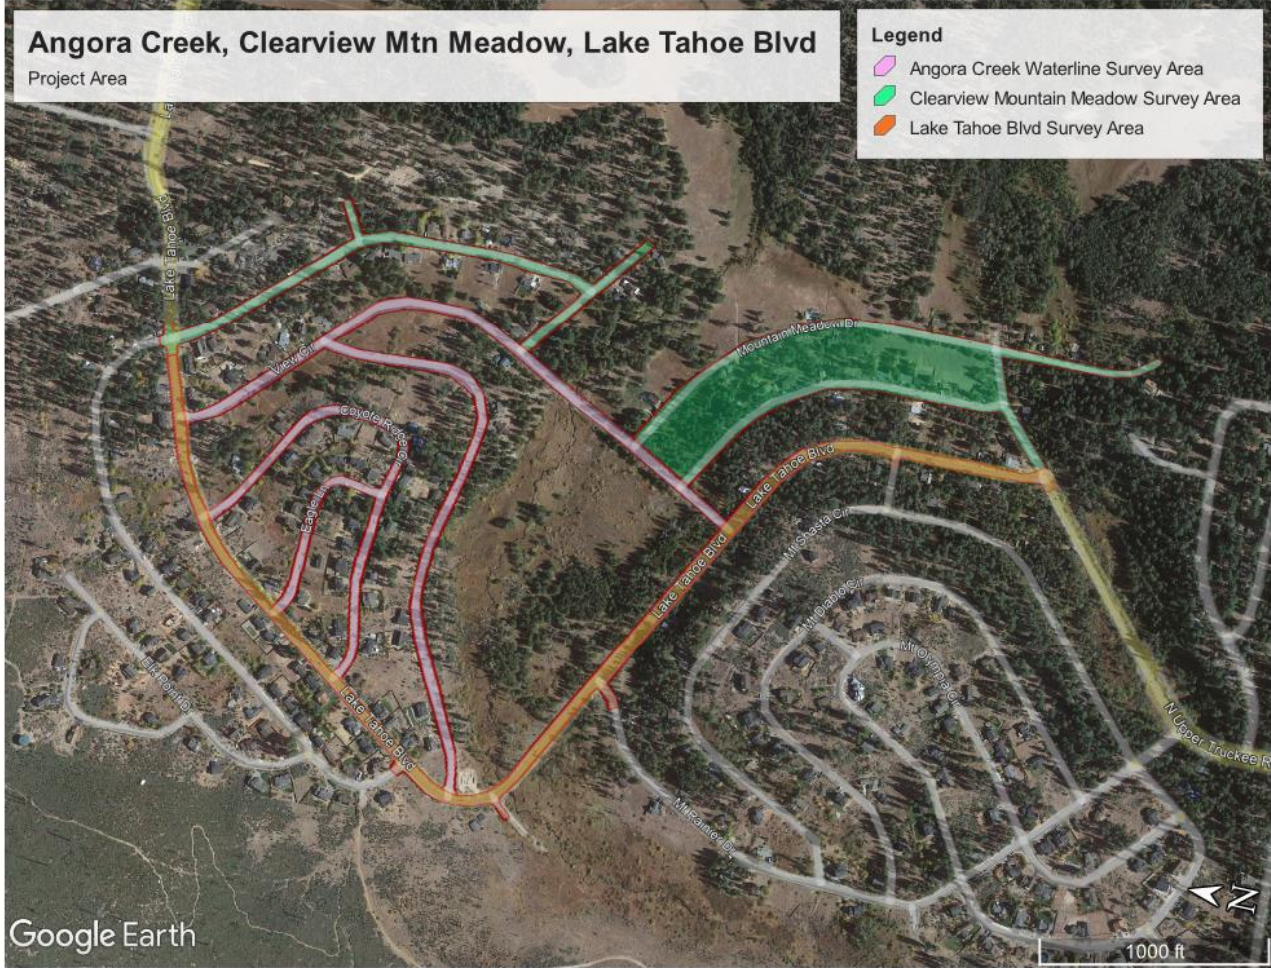 Angora Creek, Clearview Mtn Meadow, Lake Tahoe Blvd
Project Area
Legend
Angora Creek Waterline Survey Area
Clearview Mountain Meadow Survey Area
Lake Tahoe Blvd Survey Area
Lake Tahoe Blvd
View Cir
Mountain Meadow Dr
Coyote Ridge Cir
Eagle Ln
Lake Tahoe Blvd
Lake Tahoe Blvd
Mt Shasta Cir
Mt Diablo Cir
Mt Olympia Cir
Elks Point Dr
Lake Tahoe Blvd
N Upper Truckee R
Mt Rainier Dr
N
Google Earth
1000 ft